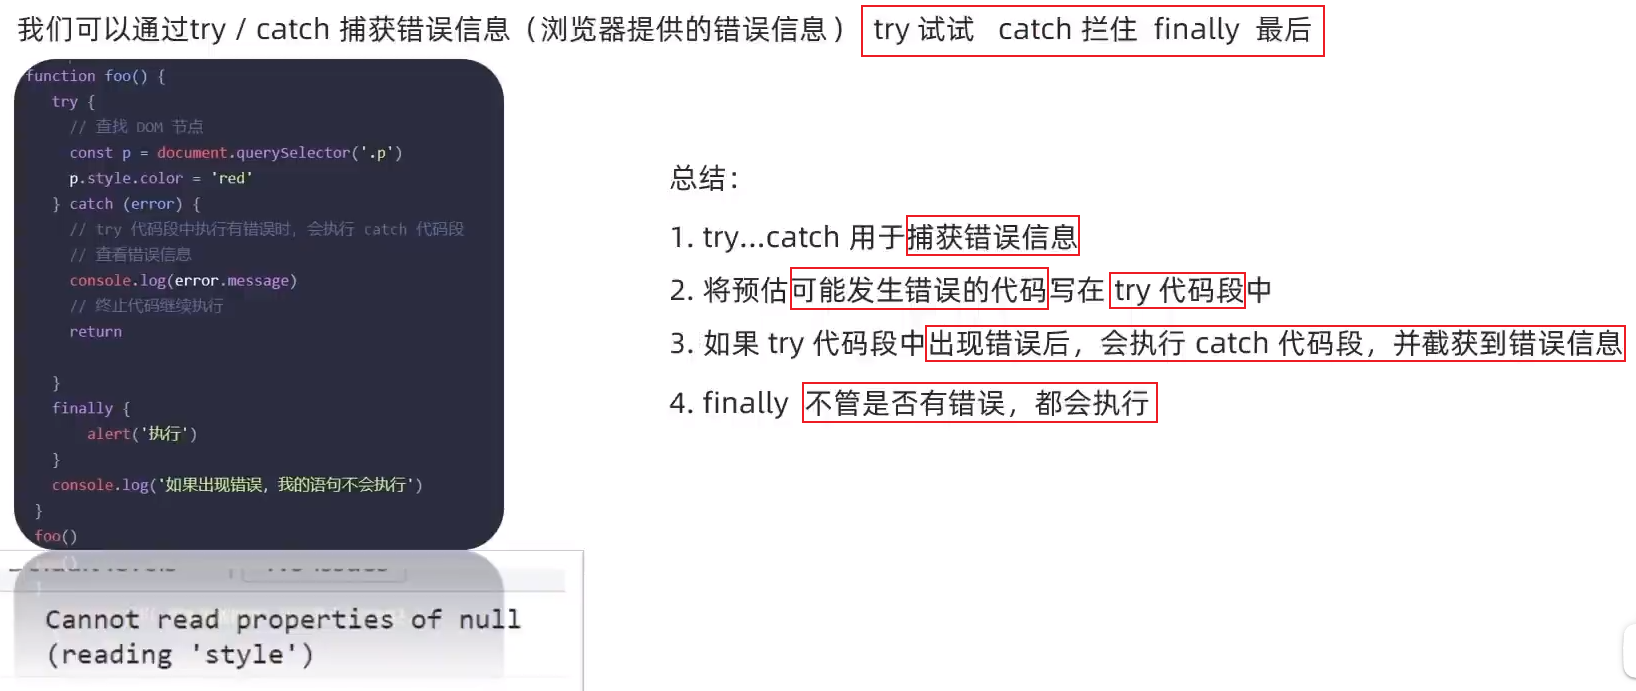 我们可以通过try / catch 捕获错误信息（浏览器提供的错误信息） try 试试 catch 拦住 finally 最后
function foo() {
try {
// 查找 DOM 节点
const p = document.querySelector('.p')
p.style.color = 'red'
} catch (error) {
// try 代码段中执行有错误时，会执行 catch 代码段
// 查看错误信息
console.log(error.message)
// 终止代码继续执行
return
}
finally {
alert('执行')
}
console.log('如果出现错误，我的语句不会执行')
}
foo()
Cannot read properties of null
(reading 'style')
总结：
1. try...catch 用于捕获错误信息
2. 将预估可能发生错误的代码写在 try 代码段中
3. 如果 try 代码段中出现错误后，会执行 catch 代码段，并截获到错误信息
4. finally 不管是否有错误，都会执行